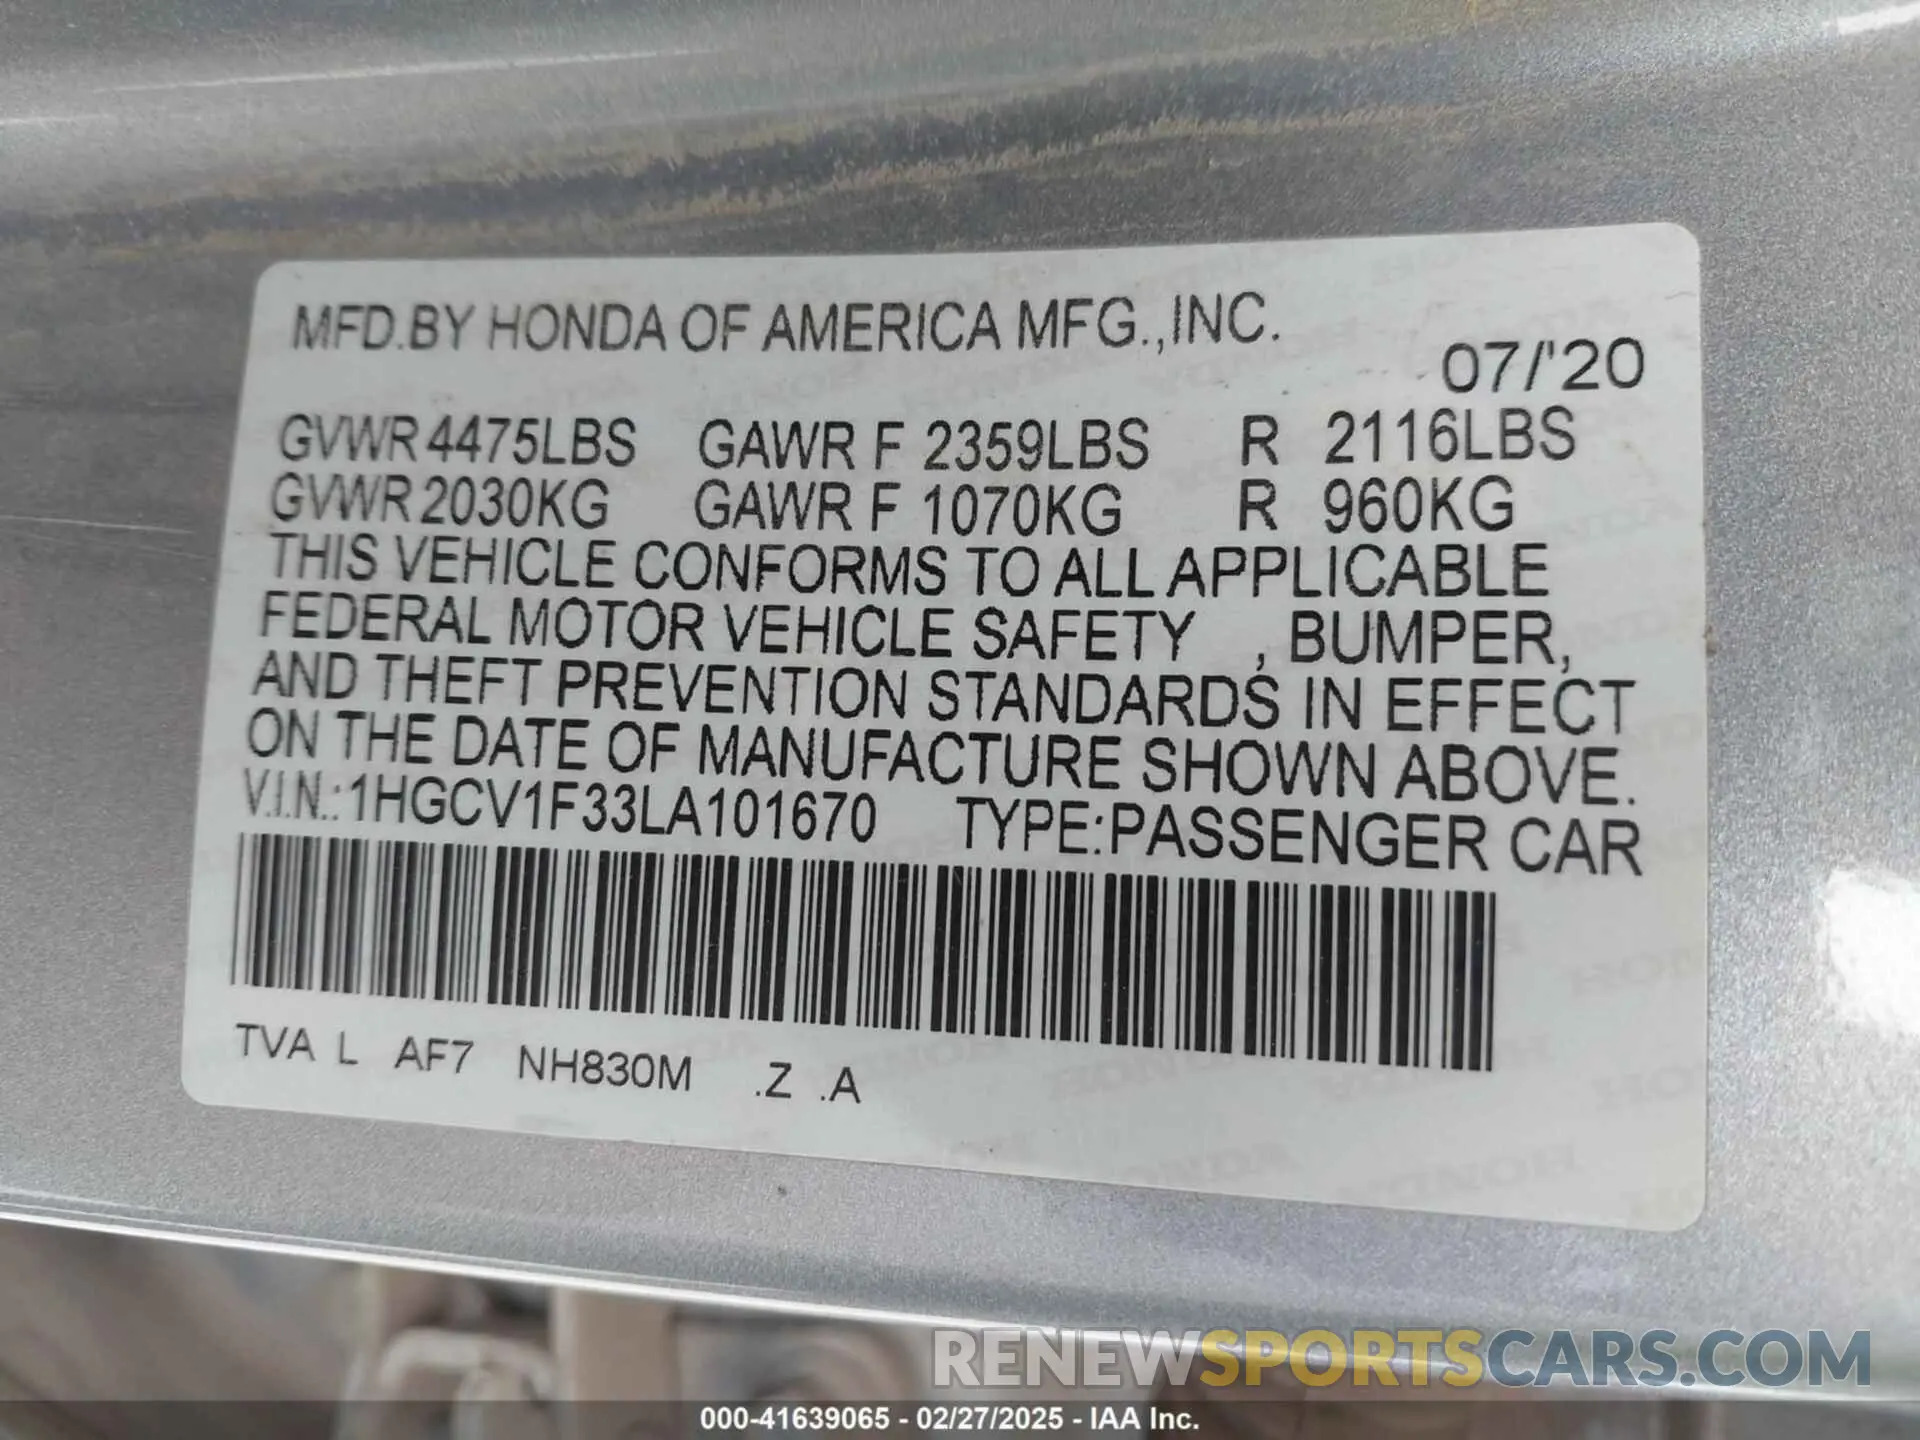 MFD.BY HONDA OF AMERICA MFG.,INC.
07/'20
GVWR 4475LBS GAWR F 2359LBS R 2116LBS
GVWR 2030KG GAWR F 1070KG R 960KG
THIS VEHICLE CONFORMS TO ALL APPLICABLE
FEDERAL MOTOR VEHICLE SAFETY , BUMPER,
AND THEFT PREVENTION STANDARDS IN EFFECT
ON THE DATE OF MANUFACTURE SHOWN ABOVE.
V.I.N.:1HGCV1F33LA101670 TYPE:PASSENGER CAR
TVA L AF7 NH830M .Z .A
RENEWSPORTSCARS.COM
000-41639065 - 02/27/2025 - IAA Inc.